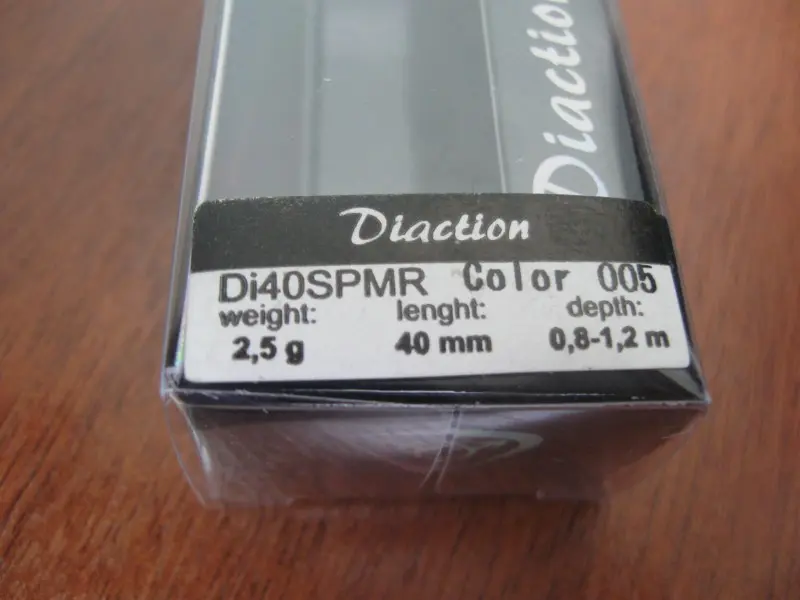 Diaction
Diaction
Di40SPMR Color 005
weight: lenght: depth:
2,5 g 40 mm 0,8-1,2 m